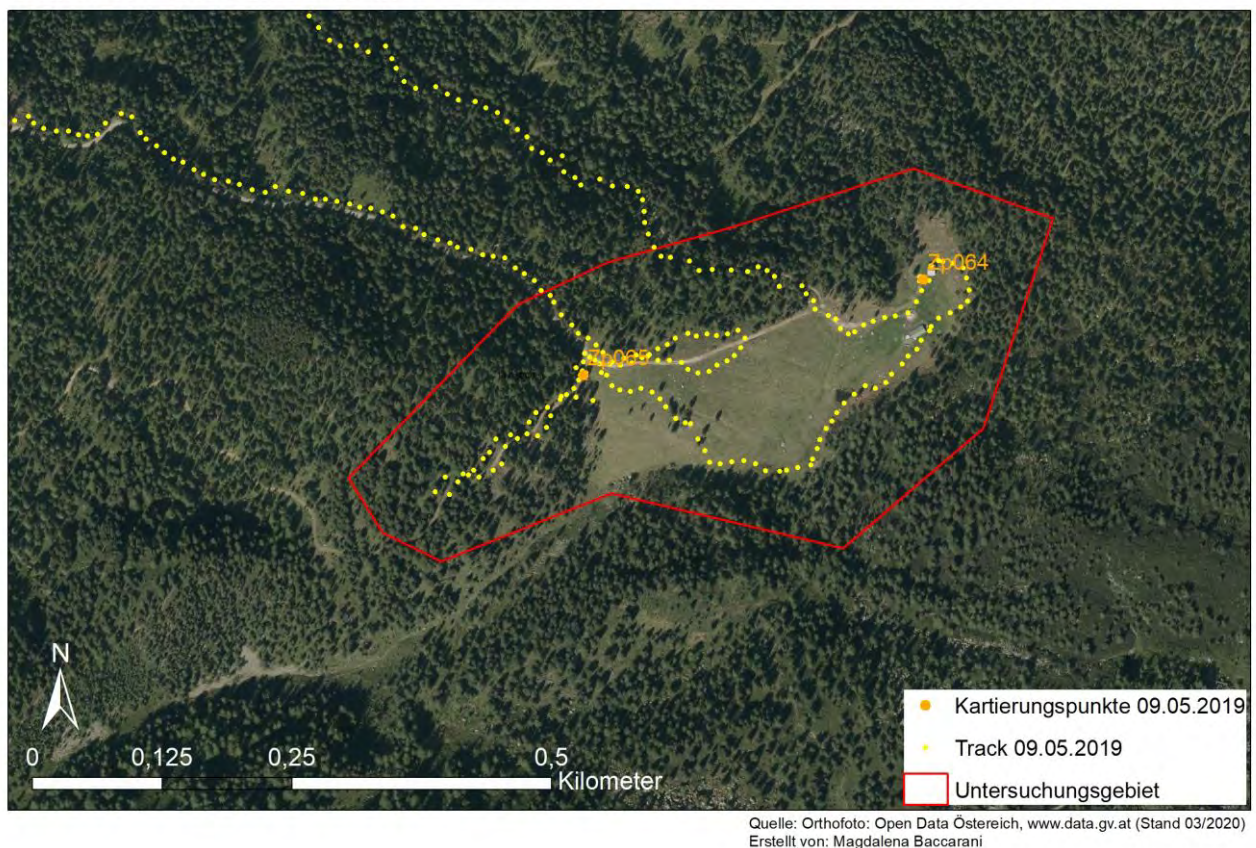 Zp064
Zp065
N
0 0,125 0,25 0,5
Kilometer
Kartierungspunkte 09.05.2019
Track 09.05.2019
Untersuchungsgebiet
Quelle: Orthofoto: Open Data Östereich, www.data.gv.at (Stand 03/2020)
Erstellt von: Magdalena Baccarani